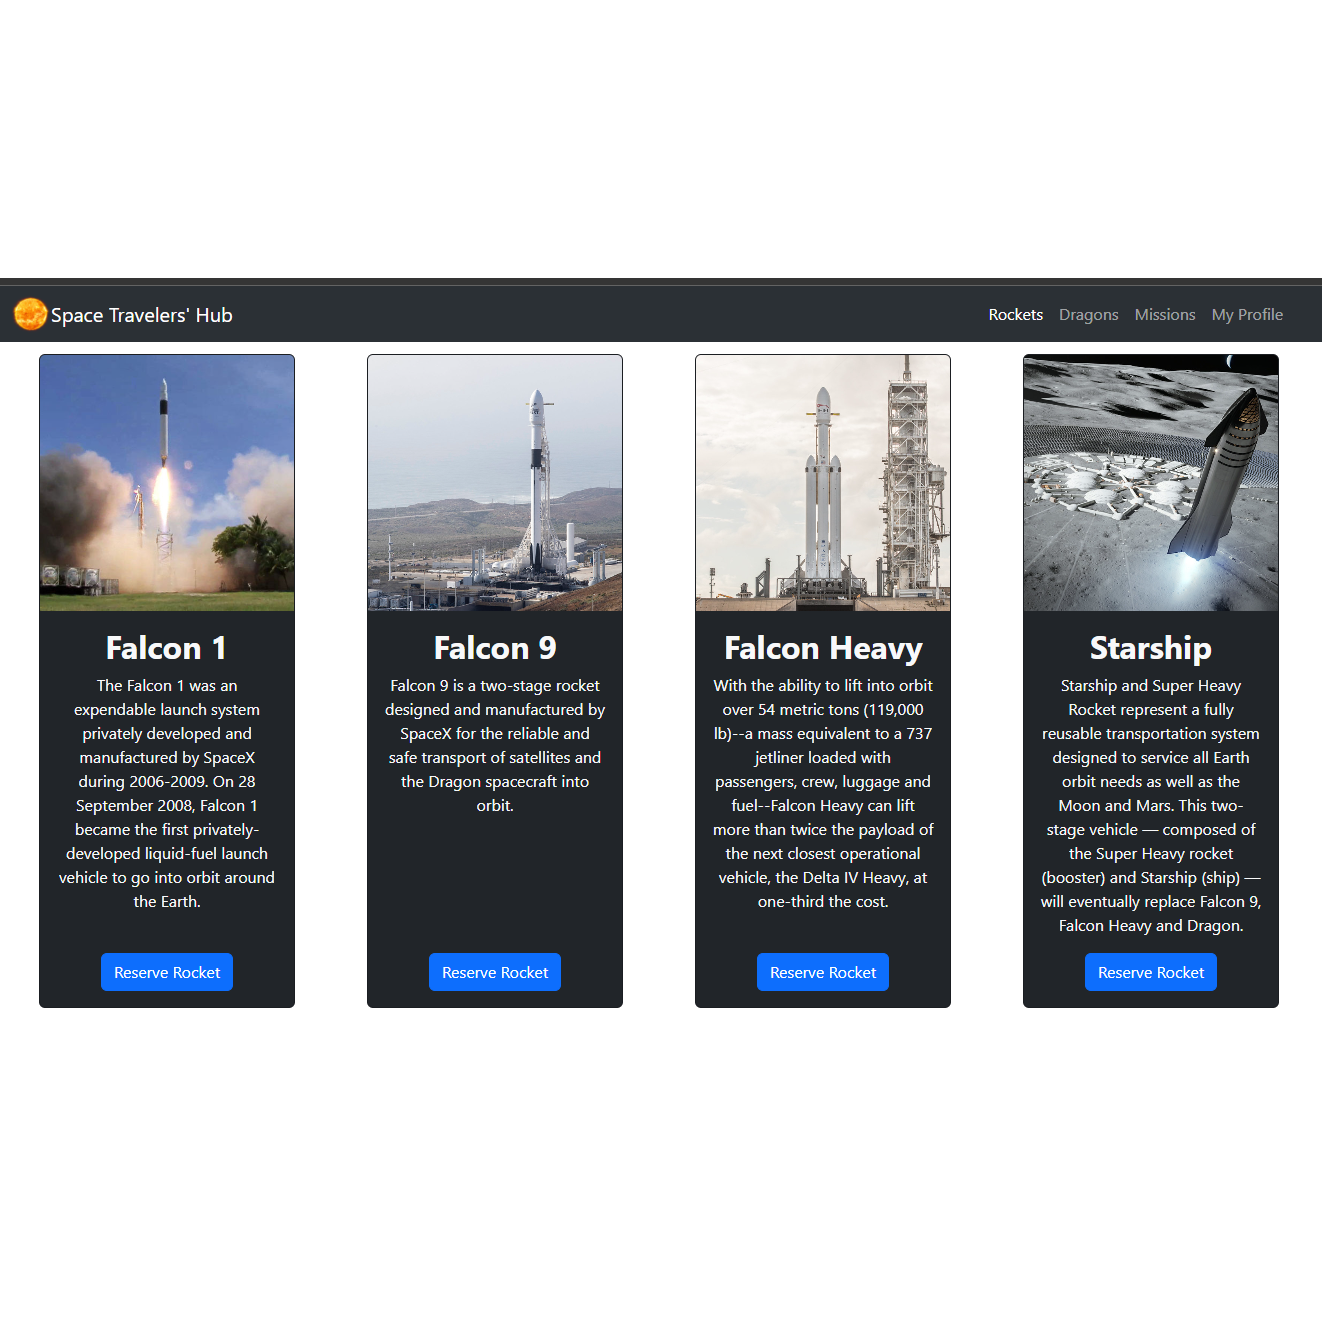 Space Travelers' Hub
Rockets Dragons Missions My Profile
Falcon 1
The Falcon 1 was an
expendable launch system
privately developed and
manufactured by SpaceX
during 2006-2009. On 28
September 2008, Falcon 1
became the first privately-
developed liquid-fuel launch
vehicle to go into orbit around
the Earth.
Reserve Rocket
Falcon 9
Falcon 9 is a two-stage rocket
designed and manufactured by
SpaceX for the reliable and
safe transport of satellites and
the Dragon spacecraft into
orbit.
Reserve Rocket
Falcon Heavy
With the ability to lift into orbit
over 54 metric tons (119,000
lb)--a mass equivalent to a 737
jetliner loaded with
passengers, crew, luggage and
fuel--Falcon Heavy can lift
more than twice the payload of
the next closest operational
vehicle, the Delta IV Heavy, at
one-third the cost.
Reserve Rocket
Starship
Starship and Super Heavy
Rocket represent a fully
reusable transportation system
designed to service all Earth
orbit needs as well as the
Moon and Mars. This two-
stage vehicle — composed of
the Super Heavy rocket
(booster) and Starship (ship) —
will eventually replace Falcon 9,
Falcon Heavy and Dragon.
Reserve Rocket